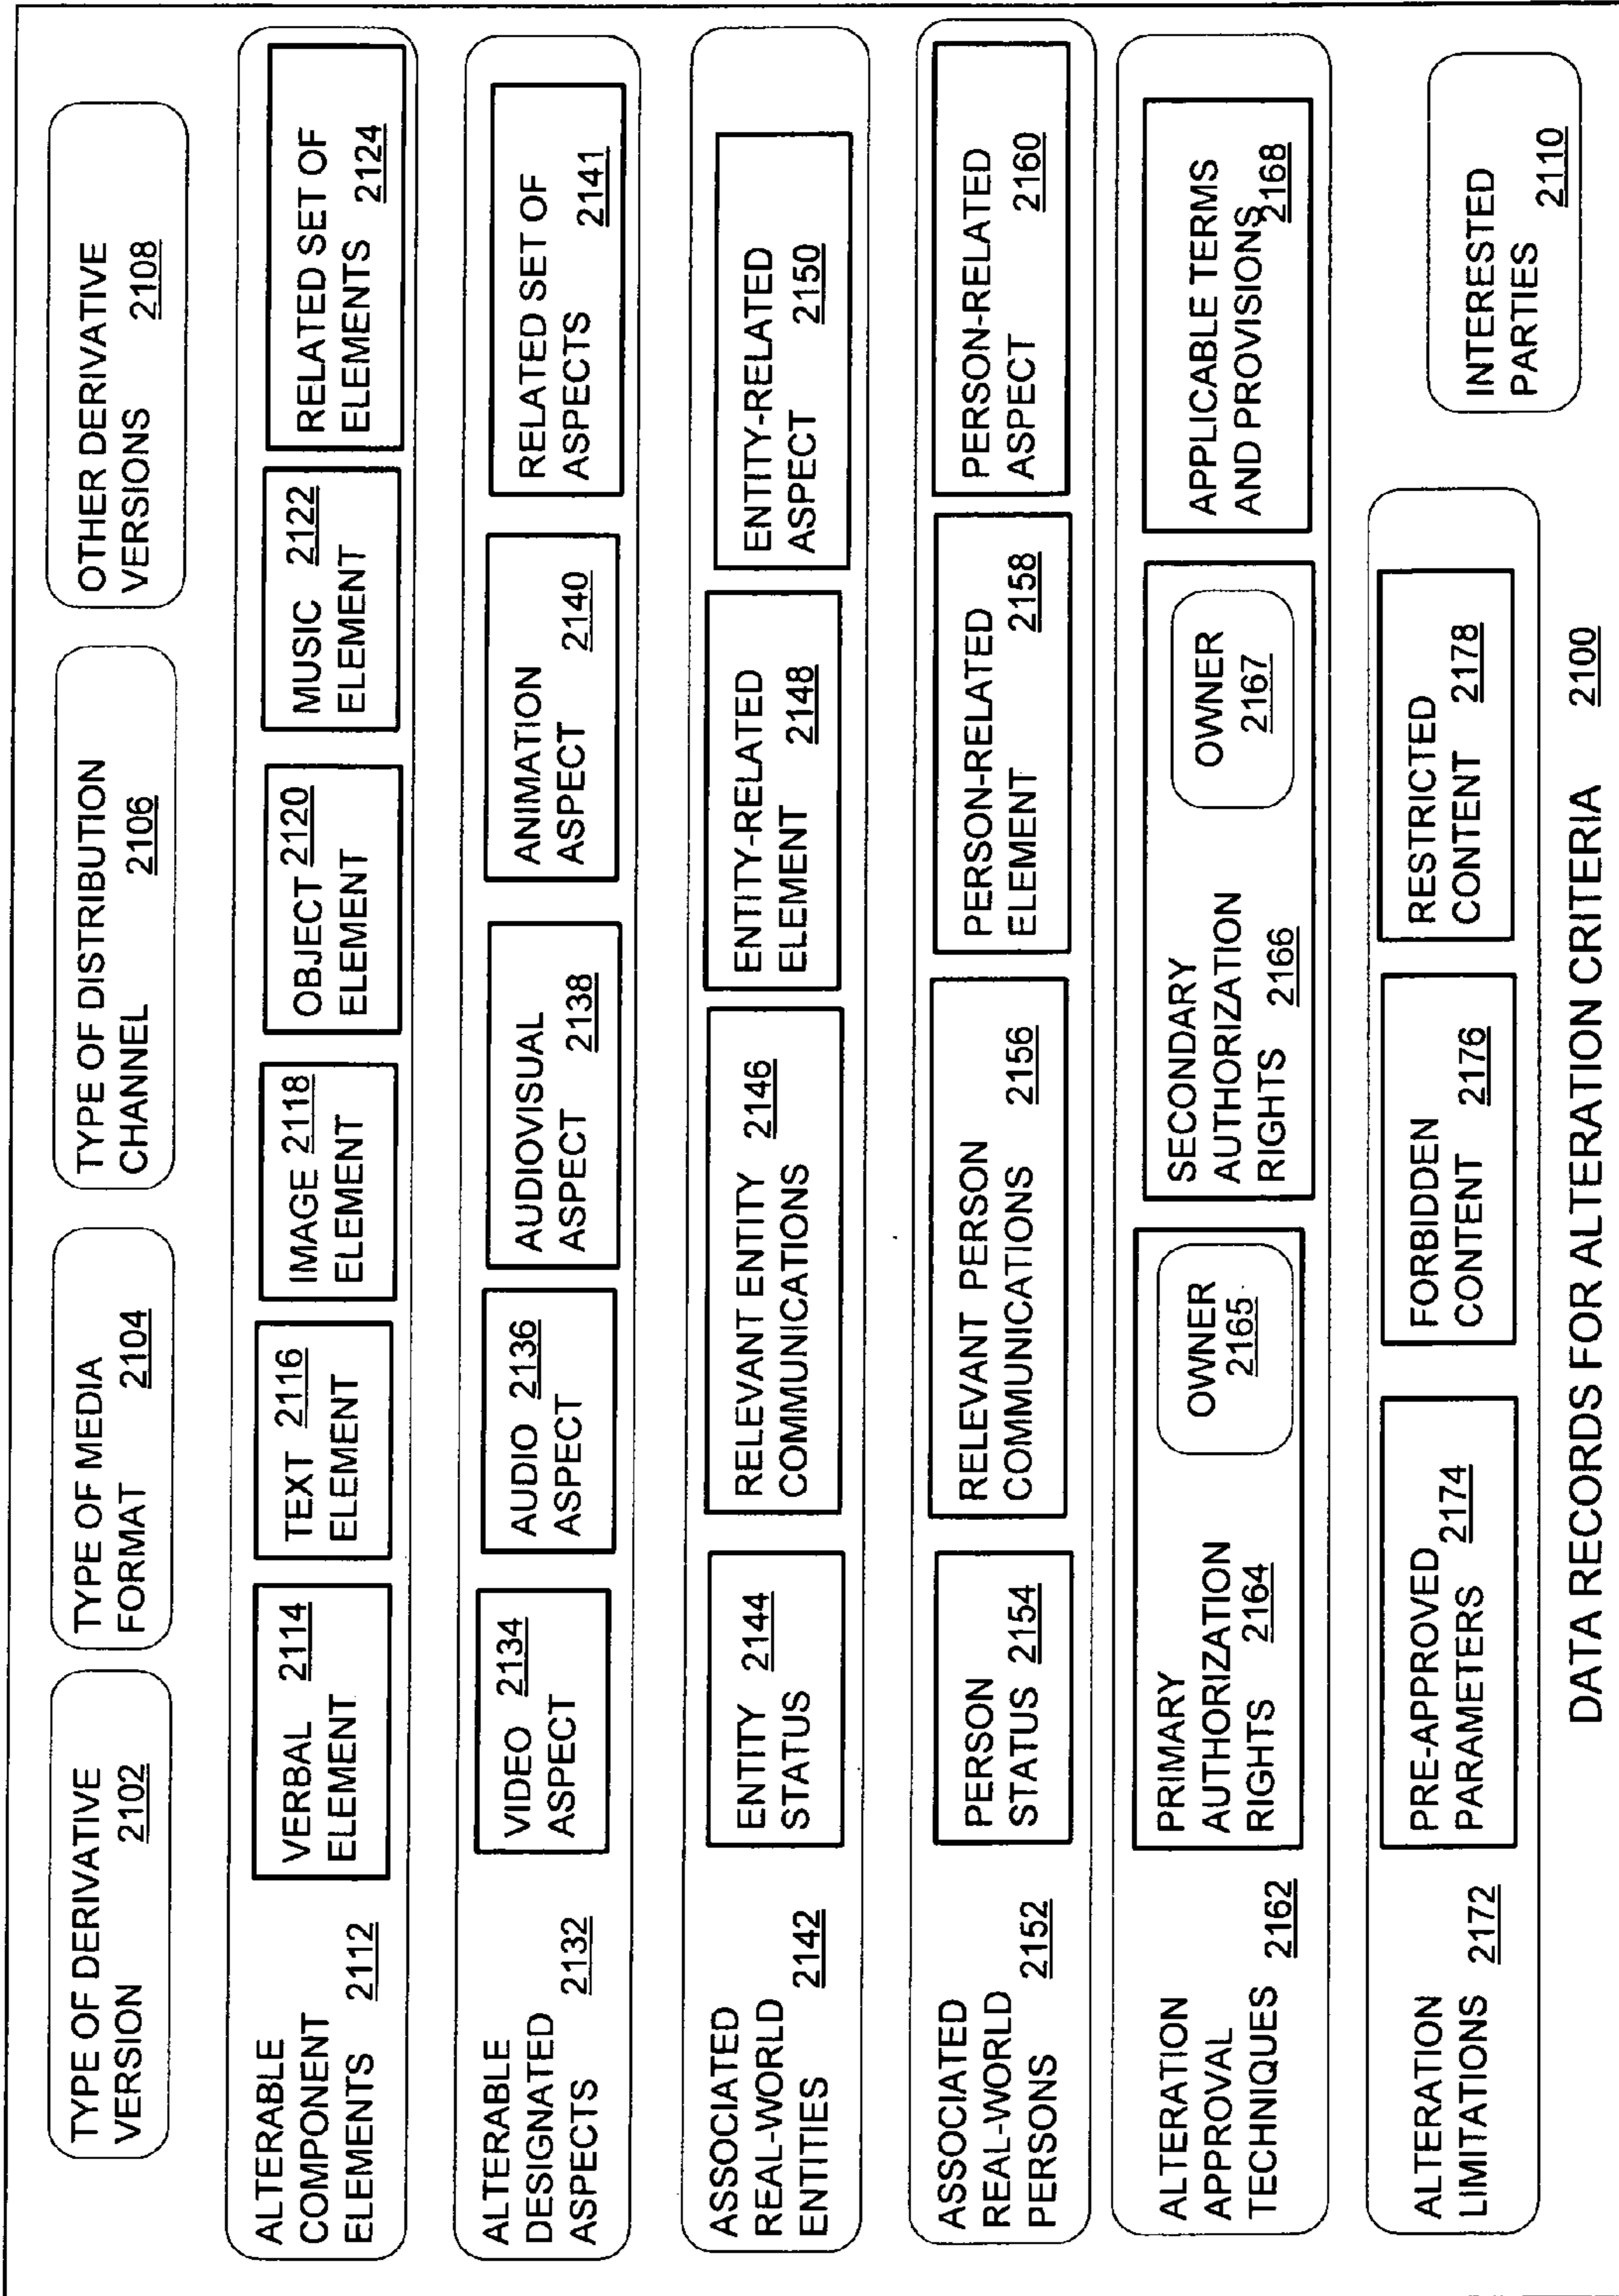 TYPE OF DERIVATIVE
VERSION 2102
TYPE OF MEDIA
FORMAT 2104
TYPE OF DISTRIBUTION
CHANNEL 2106
OTHER DERIVATIVE
VERSIONS 2108
ALTERABLE
COMPONENT
ELEMENTS 2112
VERBAL 2114
ELEMENT
TEXT 2116
ELEMENT
IMAGE 2118
ELEMENT
OBJECT 2120
ELEMENT
MUSIC 2122
ELEMENT
RELATED SET OF
ELEMENTS 2124
ALTERABLE
DESIGNATED
ASPECTS 2132
VIDEO 2134
ASPECT
AUDIO 2136
ASPECT
AUDIOVISUAL
ASPECT 2138
ANIMATION
ASPECT 2140
RELATED SET OF
ASPECTS 2141
ASSOCIATED
REAL-WORLD
ENTITIES 2142
ENTITY 2144
STATUS
RELEVANT ENTITY
COMMUNICATIONS 2146
ENTITY-RELATED
ELEMENT 2148
ENTITY-RELATED
ASPECT 2150
ASSOCIATED
REAL-WORLD
PERSONS 2152
PERSON
STATUS 2154
RELEVANT PERSON
COMMUNICATIONS 2156
PERSON-RELATED
ELEMENT 2158
PERSON-RELATED
ASPECT 2160
ALTERATION
APPROVAL
TECHNIQUES 2162
PRIMARY
AUTHORIZATION
RIGHTS 2164
OWNER
2165
SECONDARY
AUTHORIZATION
RIGHTS 2166
OWNER
2167
APPLICABLE TERMS
AND PROVISIONS 2168
ALTERATION
LIMITATIONS 2172
PRE-APPROVED
PARAMETERS 2174
FORBIDDEN
CONTENT 2176
RESTRICTED
CONTENT 2178
INTERESTED
PARTIES 2110
DATA RECORDS FOR ALTERATION CRITERIA 2100